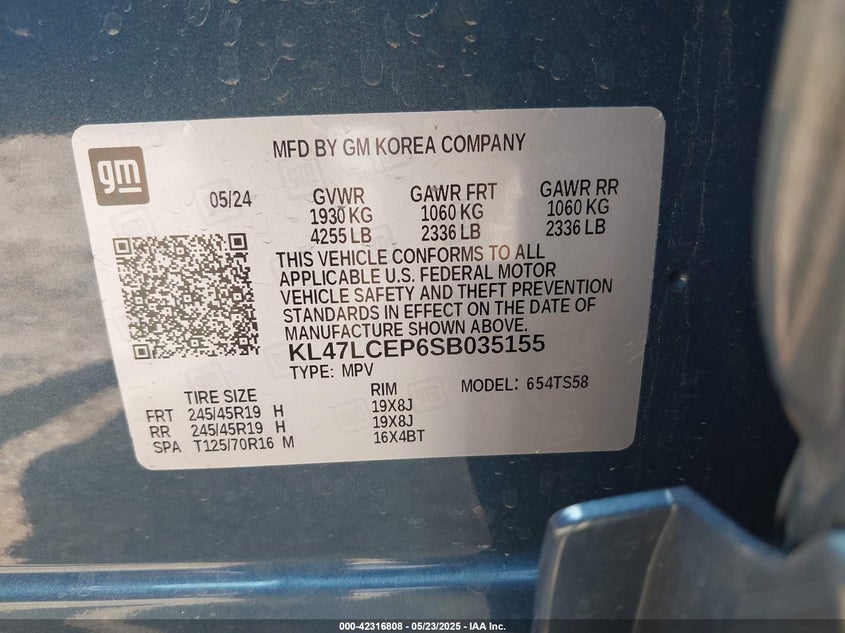 MFD BY GM KOREA COMPANY
gm
05/24
GVWR GAWR FRT GAWR RR
1930 KG 1060 KG 1060 KG
4255 LB 2336 LB 2336 LB
THIS VEHICLE CONFORMS TO ALL
APPLICABLE U.S. FEDERAL MOTOR
VEHICLE SAFETY AND THEFT PREVENTION
STANDARDS IN EFFECT ON THE DATE OF
MANUFACTURE SHOWN ABOVE.
KL47LCEP6SB035155
TYPE: MPV MODEL: 654TS58
TIRE SIZE RIM
FRT 245/45R19 H 19X8J
RR 245/45R19 H 19X8J
SPA T125/70R16 M 16X4BT
000-42316808 - 05/23/2025 - IAA Inc.